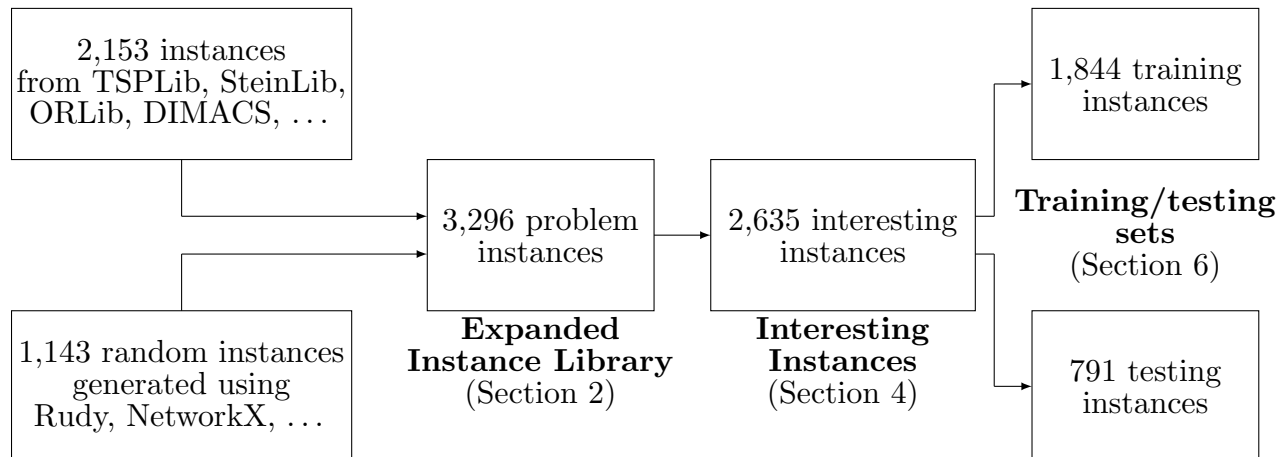 2,153 instances
from TSPLib, SteinLib,
ORLib, DIMACS, …
1,143 random instances
generated using
Rudy, NetworkX, …
3,296 problem
instances
Expanded
Instance Library
(Section 2)
2,635 interesting
instances
Interesting
Instances
(Section 4)
1,844 training
instances
Training/testing
sets
(Section 6)
791 testing
instances